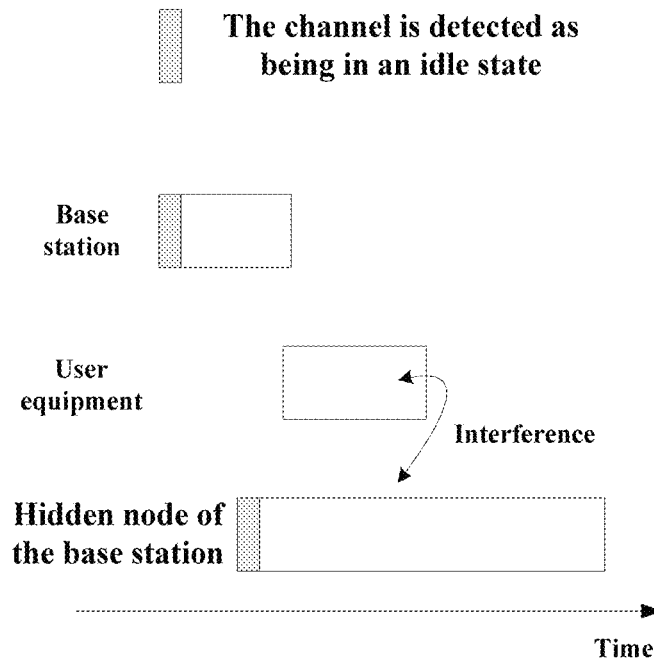 The channel is detected as
being in an idle state
Base
station
User
equipment
Interference
Hidden node of
the base station
Time